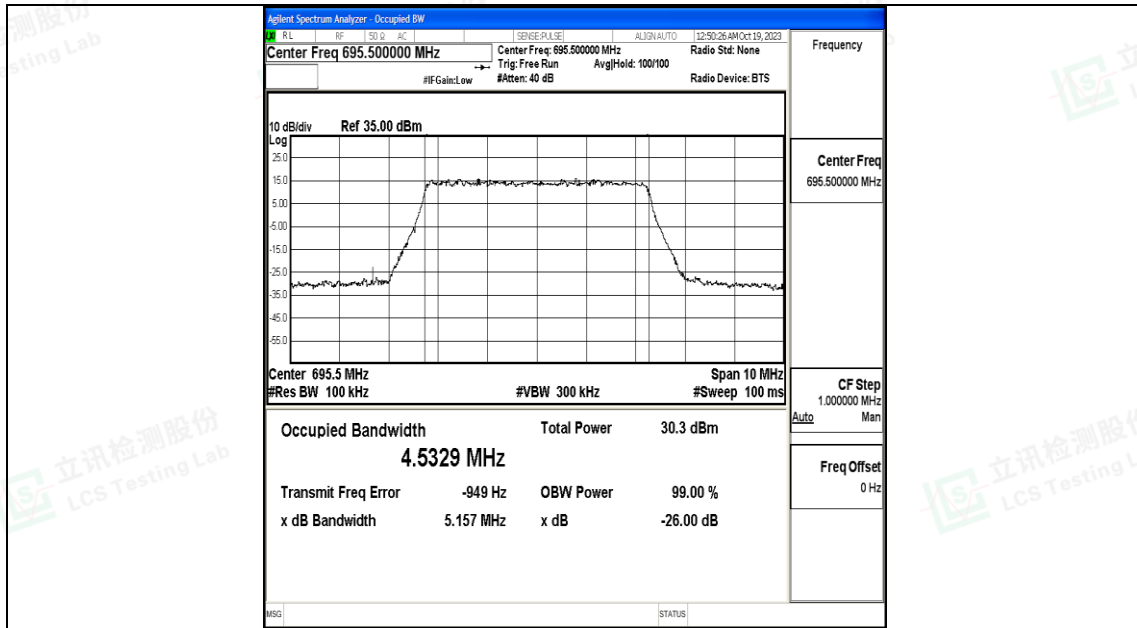 Agilent Spectrum Analyzer - Occupied BW
LXI RL RF 50 Ω AC SENSE:PULSE ALIGN AUTO 12:50:26 AM Oct 19, 2023
Center Freq 695.500000 MHz
Center Freq: 695.500000 MHz
Radio Std: None
Trig: Free Run
Avg|Hold: 100/100
#IFGain:Low
#Atten: 40 dB
Radio Device: BTS
10 dB/div
Ref 35.00 dBm
Log
25.0
15.0
5.00
-5.00
-15.0
-25.0
-35.0
-45.0
-55.0
Center 695.5 MHz
Span 10 MHz
#Res BW 100 kHz
#VBW 300 kHz
#Sweep 100 ms
Occupied Bandwidth
Total Power 30.3 dBm
4.5329 MHz
Transmit Freq Error -949 Hz
OBW Power 99.00 %
x dB Bandwidth 5.157 MHz
x dB -26.00 dB
MSG
STATUS
Frequency
Center Freq
695.500000 MHz
CF Step
1.000000 MHz
Auto Man
Freq Offset
0 Hz
立讯检测股份
LCS Testing Lab
立讯检测股份
LCS Testing L
测股份
sting Lab
立
LCS